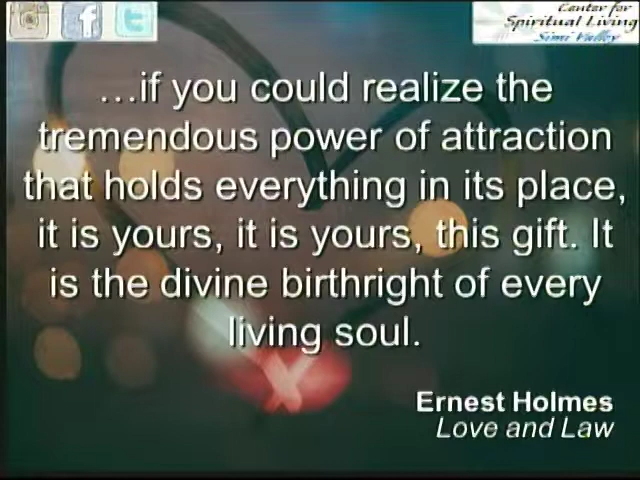 Center for
Spiritual Living
Simi Valley
...if you could realize the
tremendous power of attraction
that holds everything in its place,
it is yours, it is yours, this gift. It
is the divine birthright of every
living soul.
Ernest Holmes
Love and Law